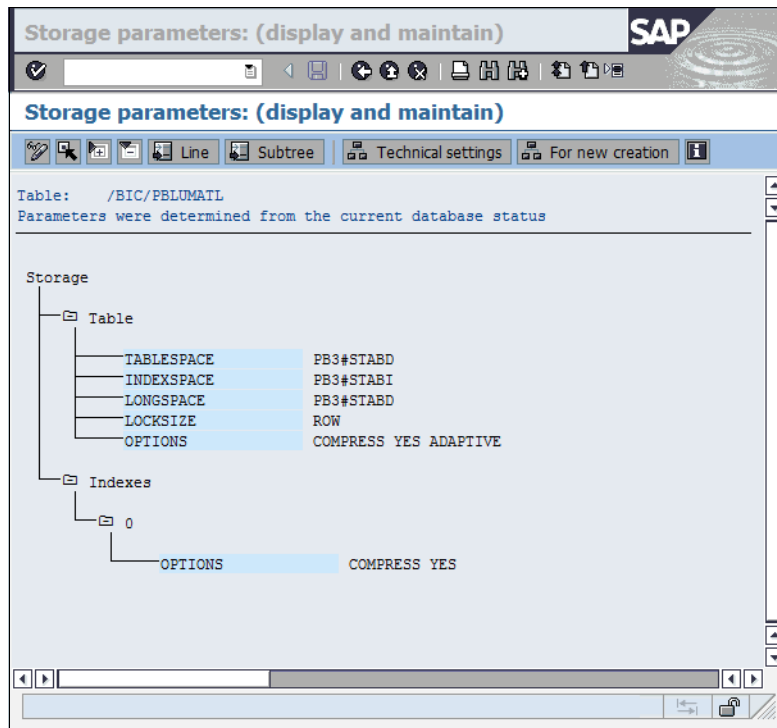 Storage parameters: (display and maintain)
SAP
Storage parameters: (display and maintain)
Line Subtree Technical settings For new creation
Table: /BIC/PBLUMATL
Parameters were determined from the current database status
Storage
Table
TABLESPACE PB3#STABD
INDEXSPACE PB3#STABI
LONGSPACE PB3#STABD
LOCKSIZE ROW
OPTIONS COMPRESS YES ADAPTIVE
Indexes
0
OPTIONS COMPRESS YES